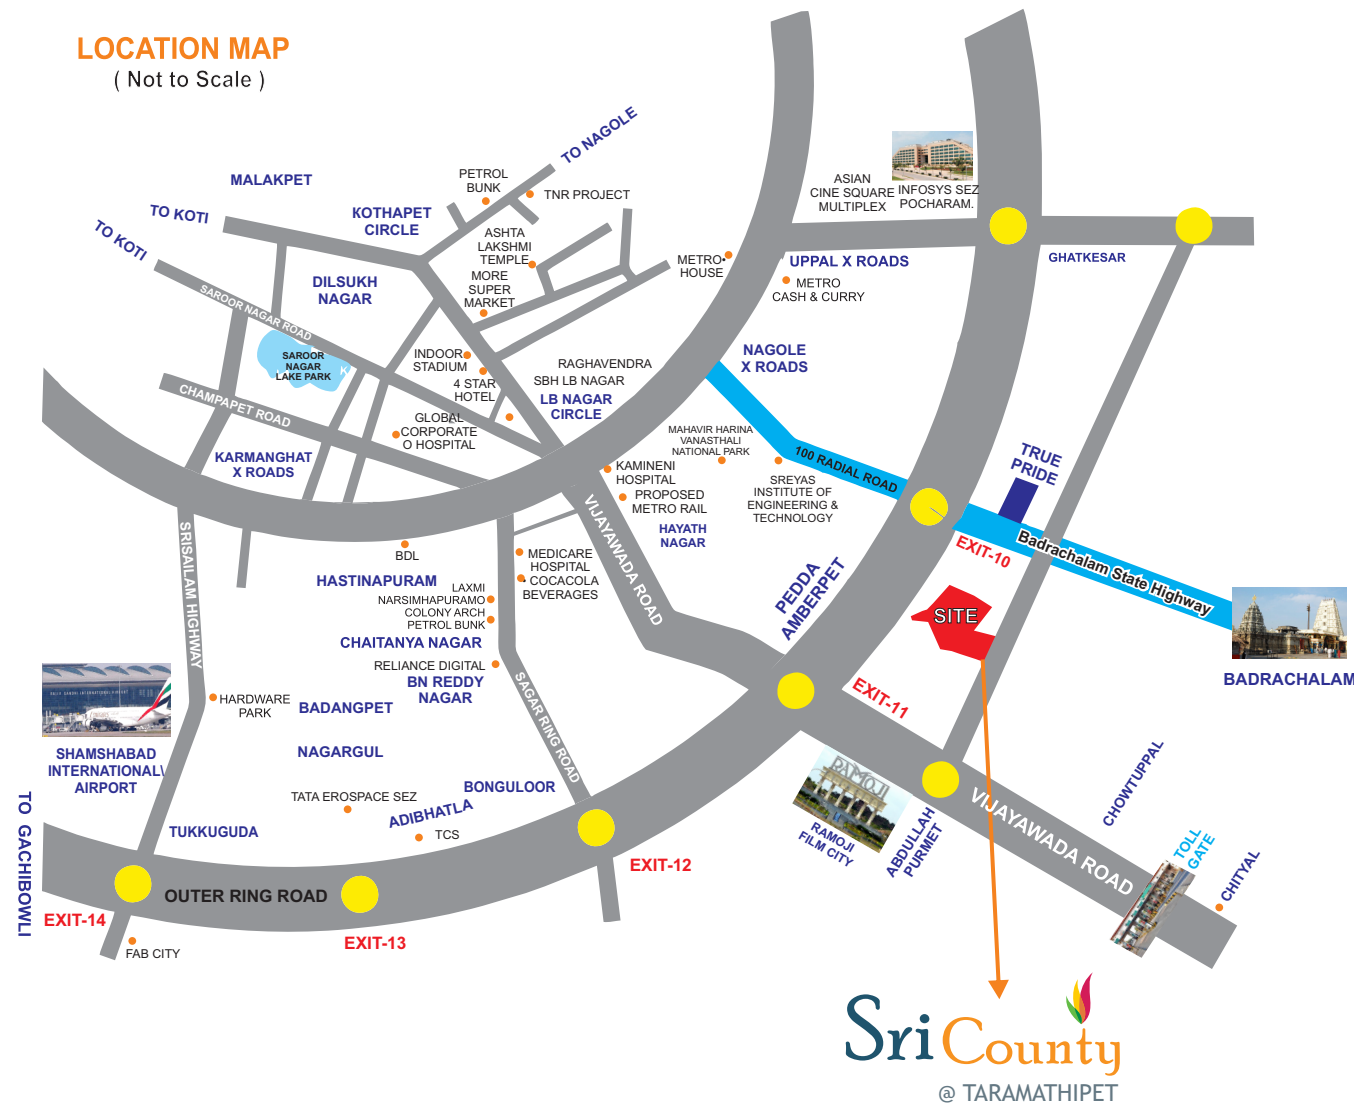 LOCATION MAP
( Not to Scale )
TO NAGOLE
MALAKPET
PETROL
BUNK
TNR PROJECT
TO KOTI
TO KOTI
KOTHAPET
CIRCLE
ASHTA
LAKSHMI
TEMPLE
MORE
SUPER
MARKET
DILSUKH
NAGAR
SAROOR NAGAR ROAD
SAROOR
NAGAR
LAKE PARK
K
CHAMPAPET ROAD
INDOOR
STADIUM
4 STAR
HOTEL
GLOBAL
CORPORATE
O HOSPITAL
RAGHAVENDRA
SBH LB NAGAR
LB NAGAR
CIRCLE
KARMANGHAT
X ROADS
METRO
HOUSE
ASIAN
CINE SQUARE
MULTIPLEX
INFOSYS SEZ
POCHARAM.
UPPAL X ROADS
METRO
CASH & CURRY
GHATKESAR
NAGOLE
X ROADS
MAHAVIR HARINA
VANASTHALI
NATIONAL PARK
100 RADIAL ROAD
SREYAS
INSTITUTE OF
ENGINEERING &
TECHNOLOGY
KAMINENI
HOSPITAL
PROPOSED
METRO RAIL
HAYATH
NAGAR
VIJAYAWADA ROAD
TRUE
PRIDE
Badrachalam State Highway
EXIT-10
PEDDA
AMBERPET
SITE
BADRACHALAM
EXIT-11
SRISAILAM HIGHWAY
BDL
HASTINAPURAM
MEDICARE
HOSPITAL
COCACOLA
BEVERAGES
LAXMI
NARSIMHAPURAMO
COLONY ARCH
PETROL BUNK
CHAITANYA NAGAR
RELIANCE DIGITAL
BN REDDY
NAGAR
SAGAR RING ROAD
HARDWARE
PARK
BADANGPET
NAGARGUL
SHAMSHABAD
INTERNATIONAL\
AIRPORT
TATA EROSPACE SEZ
ADIBHATLA
BONGULOOR
TCS
TUKKUGUDA
TO GACHIBOWLI
OUTER RING ROAD
EXIT-14
EXIT-13
EXIT-12
FAB CITY
RAMOJI
RAMOJI
FILM CITY
ABDULLAH
PURMET
VIJAYAWADA ROAD
CHOWTUPPAL
TOLL
GATE
CHITYAL
Sri County
@ TARAMATHIPET